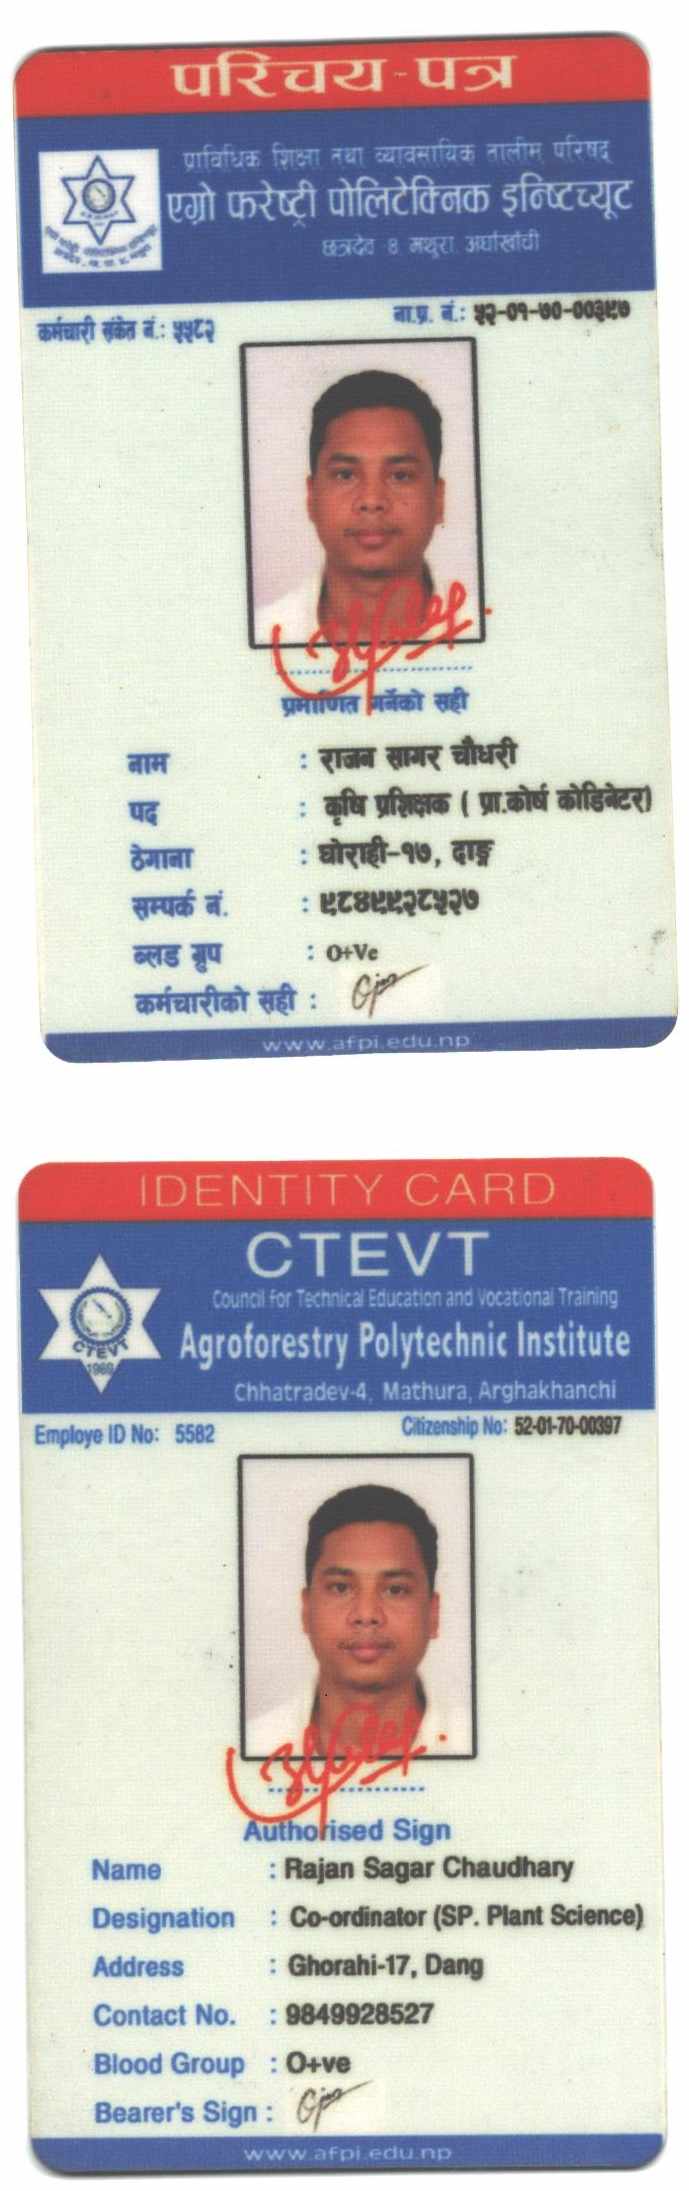 परिचय-पत्र
प्राविधिक शिक्षा तथा व्यावसायिक तालीम परिषद्
एग्रो फरेष्ट्री पोलिटेक्निक इन्ष्टिच्यूट
छत्रदेव ४ मथुरा अर्घाखाँची
कर्मचारी संकेत नं.: ५५८२
ना.प्र. नं.: ५२-०१-७०-००३९७
प्रमाणित गर्नेको सही
नाम : राजन सागर चौधरी
पद : कृषि प्रशिक्षक ( प्रा.कोर्ष कोडिनेटर)
ठेगाना : घोराही-१७, दाङ्ग
सम्पर्क नं. : ९८४९९२८५२७
ब्लड ग्रुप : O+Ve
कर्मचारीको सही :
www.afpi.edu.np
IDENTITY CARD
CTEVT
Council for Technical Education and Vocational Training
CTEVT
1989
Agroforestry Polytechnic Institute
Chhatradev-4, Mathura, Arghakhanchi
Employe ID No: 5582
Citizenship No: 52-01-70-00397
Authorised Sign
Name : Rajan Sagar Chaudhary
Designation : Co-ordinator (SP. Plant Science)
Address : Ghorahi-17, Dang
Contact No. : 9849928527
Blood Group : O+ve
Bearer's Sign :
www.afpi.edu.np